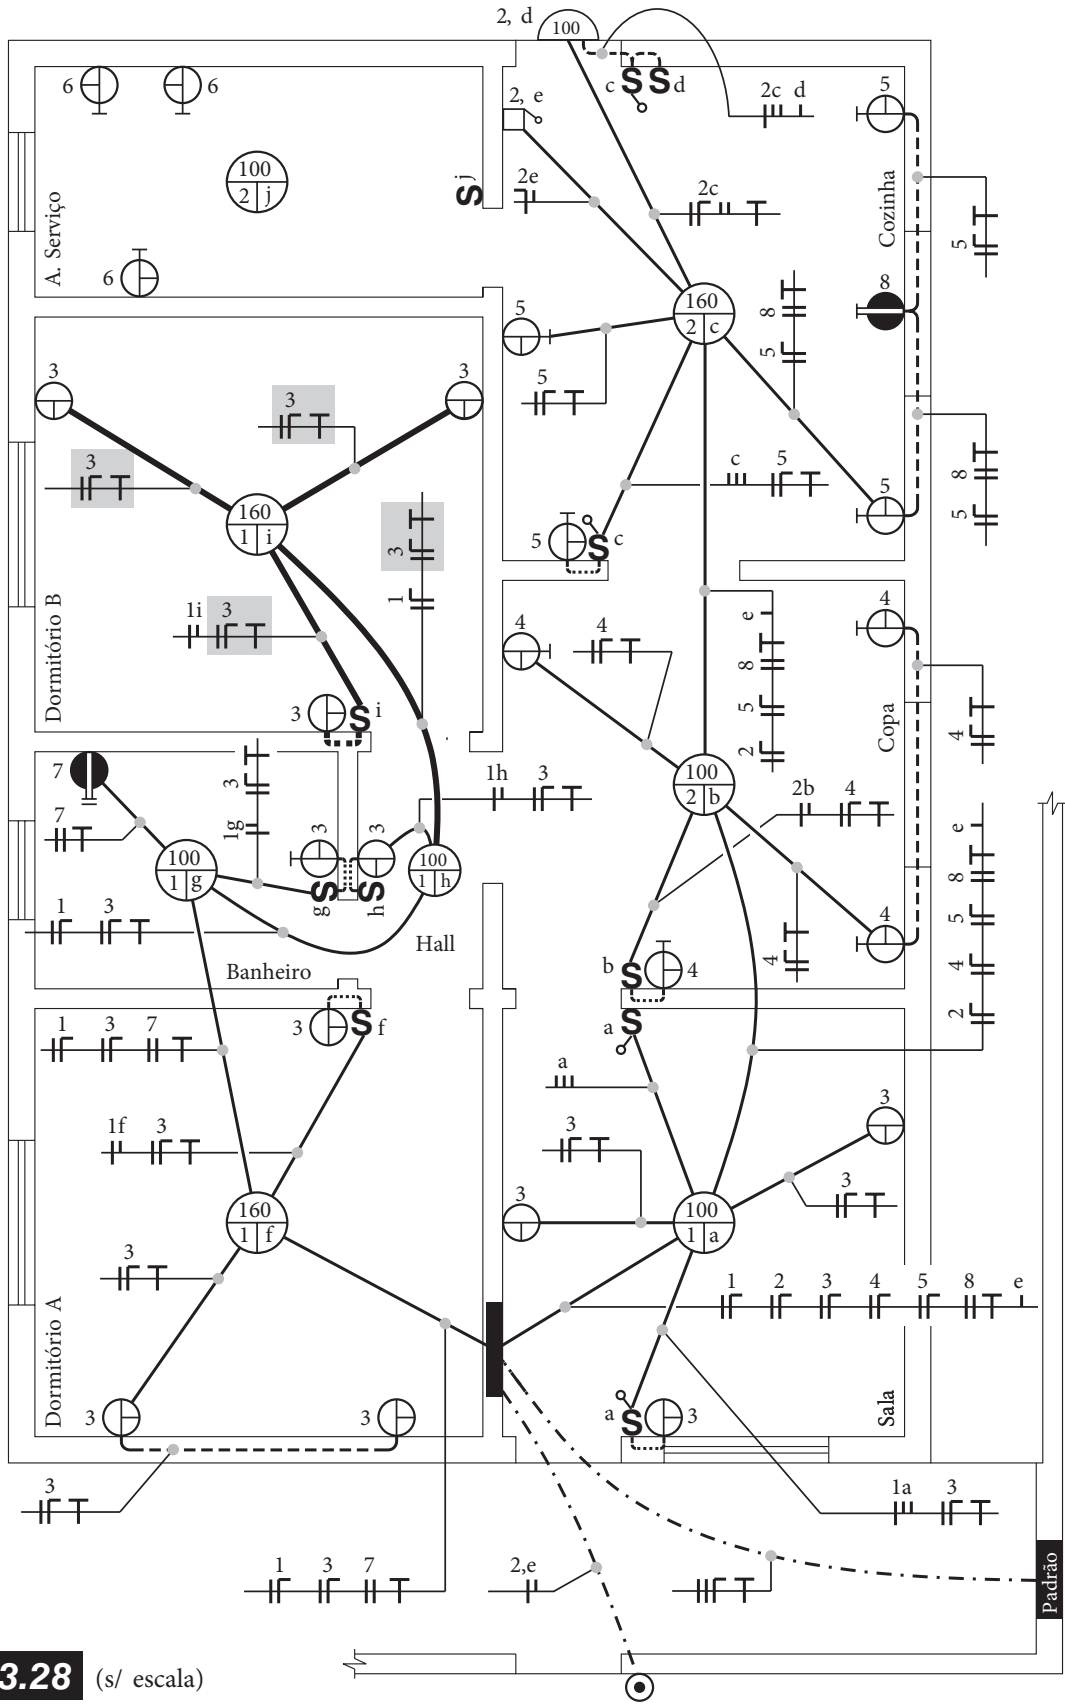 2, d
100
c S S d
2c d
5
6
6
2, e
100
2 j
S j
2e
2c
Cozinha
5
A. Serviço
6
160
2 c
8
8
5
5
5
3
3
3
3
c
5
8
5
5
160
1 i
5
S c
3
1
1i
3
Dormitório B
4
4
e
8
5
2
4
3
S i
Copa
4
7
3
1g
1h
3
100
2 b
2b
4
7
3
3
100
1 g
100
1 h
S g
S h
e
8
5
4
2
1
3
Hall
4
4
Banheiro
b S
4
3
S f
a S
1
3
7
a
3
1f
3
3
3
3
160
1 f
100
1 a
3
1
2
3
4
5
8
e
Dormitório A
3
3
a S
3
Sala
3
1a
3
1
3
7
2,e
Padrão
3.28 (s/ escala)